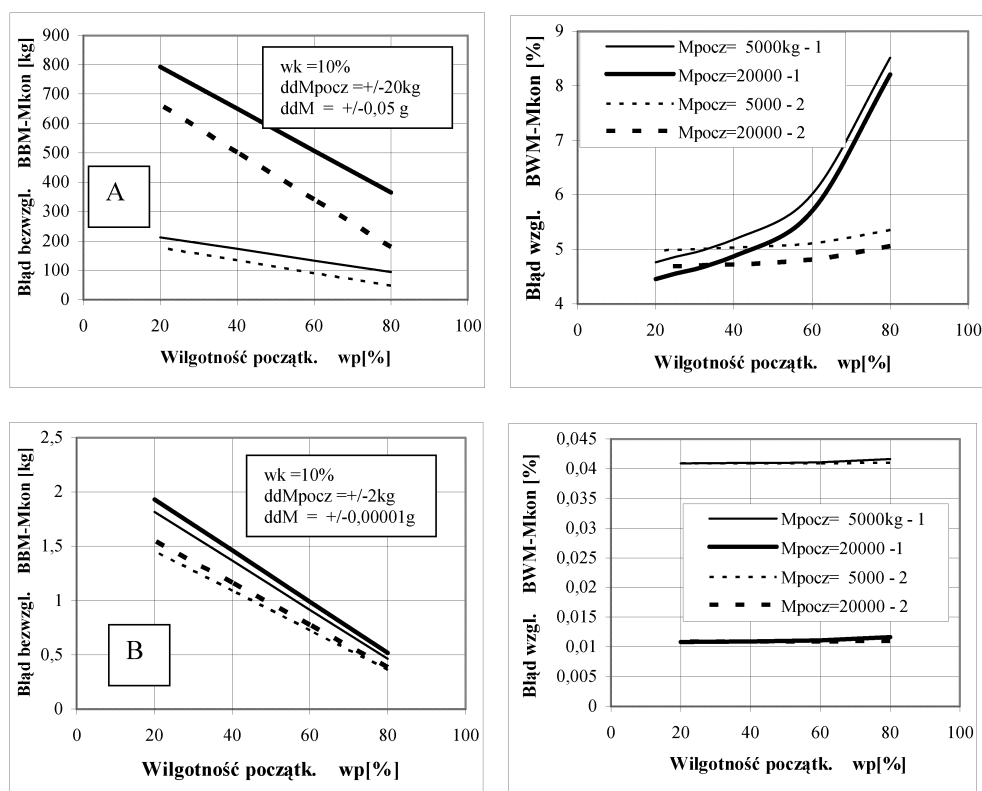 900
800
700
600
500
400
300
200
100
0
Błąd bezwzgl. BBM-Mkon [kg]
wk =10%
ddMpocz =+/-20kg
ddM = +/-0,05 g
A
0 20 40 60 80 100
Wilgotność początk. wp[%]
9
8
7
6
5
4
Błąd wzgl. BWM-Mkon [%]
Mpocz= 5000kg - 1
Mpocz=20000 -1
Mpocz= 5000 - 2
Mpocz=20000 - 2
0 20 40 60 80 100
Wilgotność początk. wp[%]
2,5
2
1,5
1
0,5
0
Błąd bezwzgl. BBM-Mkon [kg]
wk =10%
ddMpocz =+/-2kg
ddM = +/-0,00001g
B
0 20 40 60 80 100
Wilgotność początk. wp[%]
0,045
0,04
0,035
0,03
0,025
0,02
0,015
0,01
0,005
0
Błąd wzgl. BWM-Mkon [%]
Mpocz= 5000kg - 1
Mpocz=20000 -1
Mpocz= 5000 - 2
Mpocz=20000 - 2
0 20 40 60 80 100
Wilgotność początk. wp[%]